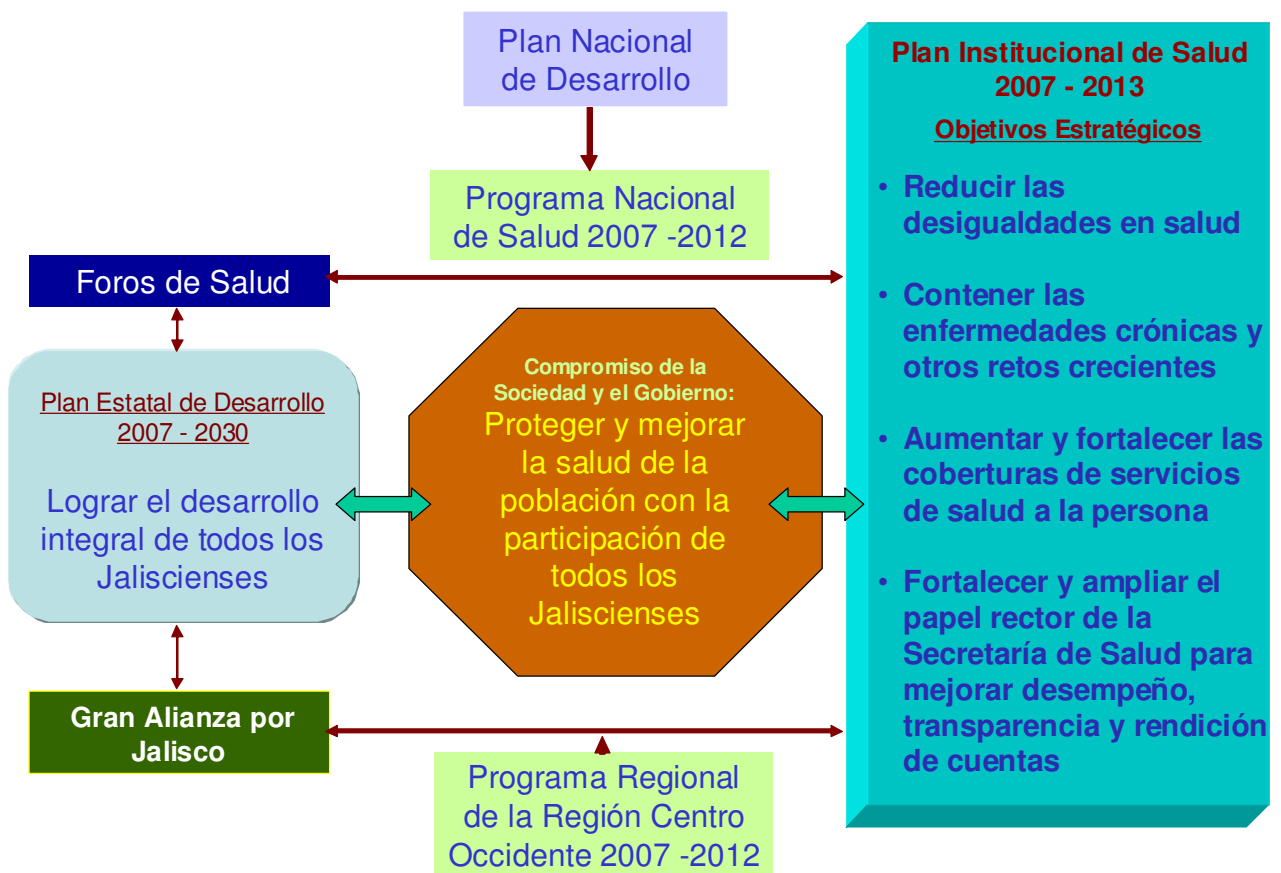 Plan Nacional
de Desarrollo
Programa Nacional
de Salud 2007 -2012
Foros de Salud
Plan Estatal de Desarrollo
2007 - 2030
Lograr el desarrollo
integral de todos los
Jaliscienses
Gran Alianza por
Jalisco
Compromiso de la
Sociedad y el Gobierno:
Proteger y mejorar
la salud de la
población con la
participación de
todos los
Jaliscienses
Programa Regional
de la Región Centro
Occidente 2007 -2012
Plan Institucional de Salud
2007 - 2013
Objetivos Estratégicos
• Reducir las
desigualdades en salud
• Contener las
enfermedades crónicas y
otros retos crecientes
• Aumentar y fortalecer las
coberturas de servicios
de salud a la persona
• Fortalecer y ampliar el
papel rector de la
Secretaría de Salud para
mejorar desempeño,
transparencia y rendición
de cuentas